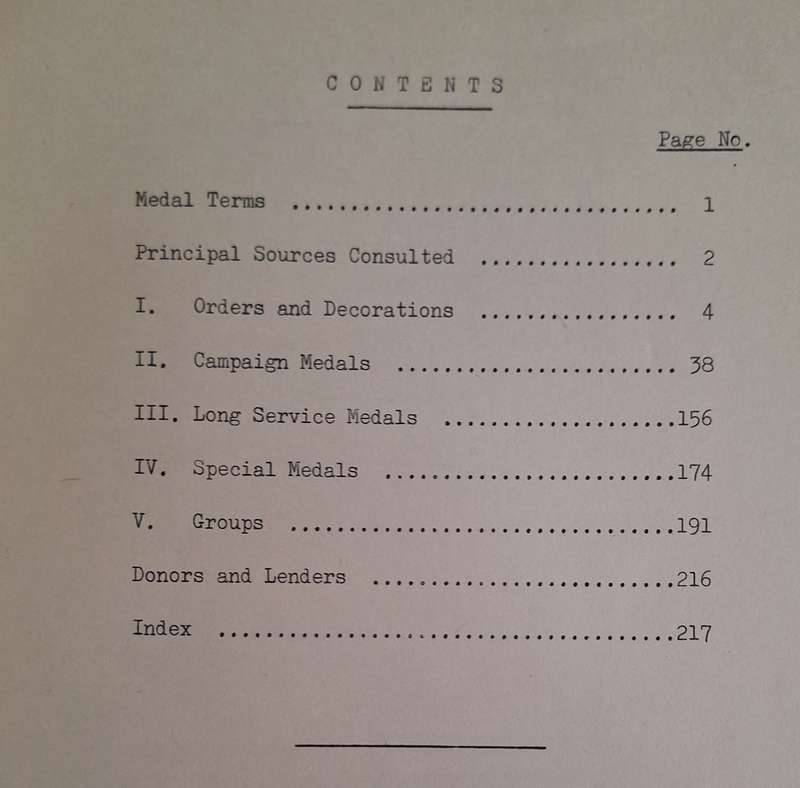 C O N T E N T S
Page No.
Medal Terms ................................. 1
Principal Sources Consulted ................. 2
I. Orders and Decorations ................. 4
II. Campaign Medals ........................ 38
III. Long Service Medals ....................156
IV. Special Medals .........................174
V. Groups .................................191
Donors and Lenders ..........................216
Index .......................................217